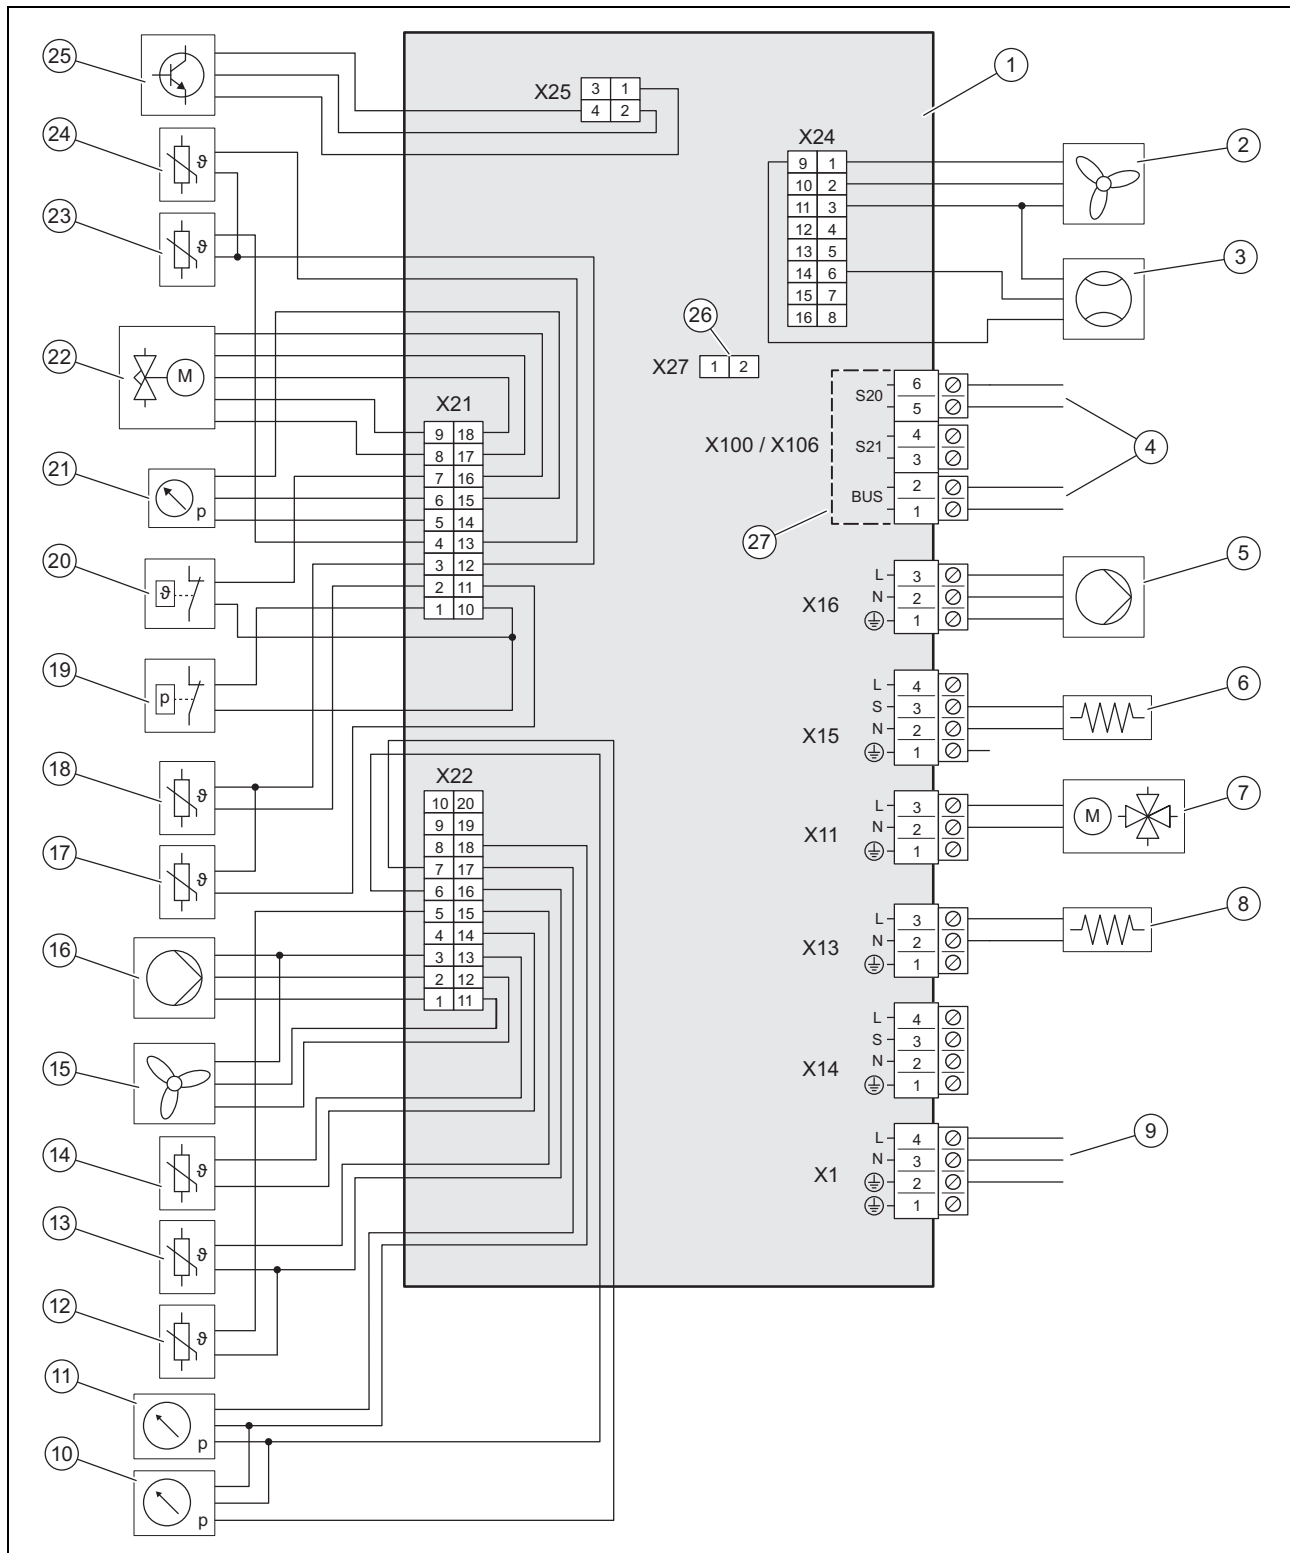 25
1
X25
3 1
4 2
24
X24
9 1
10 2
11 3
12 4
13 5
14 6
15 7
16 8
2
ϑ
23
ϑ
3
26
X27
1 2
22
M
X21
9 18
8 17
7 16
6 15
5 14
4 13
3 12
2 11
1 10
X100 / X106
S20
S21
BUS
6
5
4
3
2
1
4
27
21
p
20
ϑ
X16
L 3
N 2
1
5
19
p
X15
L 4
S 3
N 2
1
6
18
ϑ
X22
10 20
9 19
8 18
7 17
6 16
5 15
4 14
3 13
2 12
1 11
X11
L 3
N 2
1
M
7
17
ϑ
X13
L 3
N 2
1
8
16
X14
L 4
S 3
N 2
1
15
14
ϑ
X1
L 4
N 3
2
1
9
13
ϑ
12
ϑ
11
p
10
p